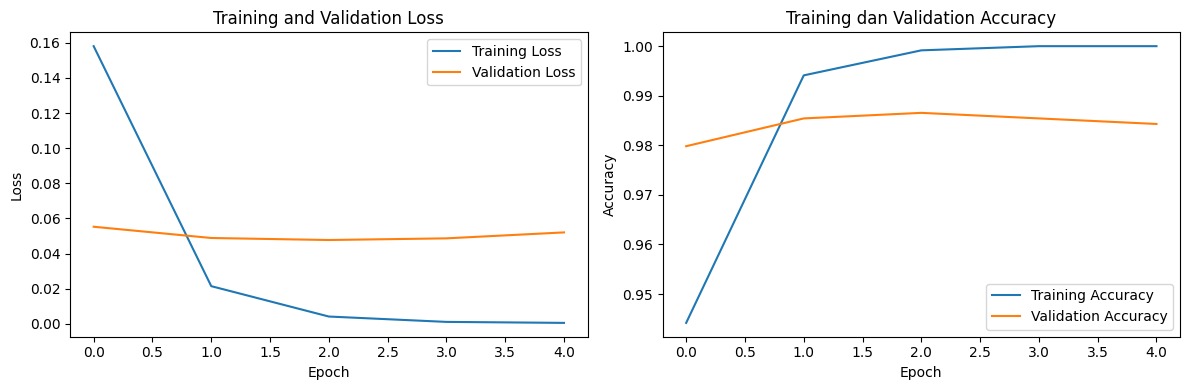 Training and Validation Loss
Training Loss
Validation Loss
0.16
0.14
0.12
0.10
0.08
0.06
0.04
0.02
0.00
Loss
0.0 0.5 1.0 1.5 2.0 2.5 3.0 3.5 4.0
Epoch
Training dan Validation Accuracy
1.00
0.99
0.98
0.97
0.96
0.95
Accuracy
Training Accuracy
Validation Accuracy
0.0 0.5 1.0 1.5 2.0 2.5 3.0 3.5 4.0
Epoch